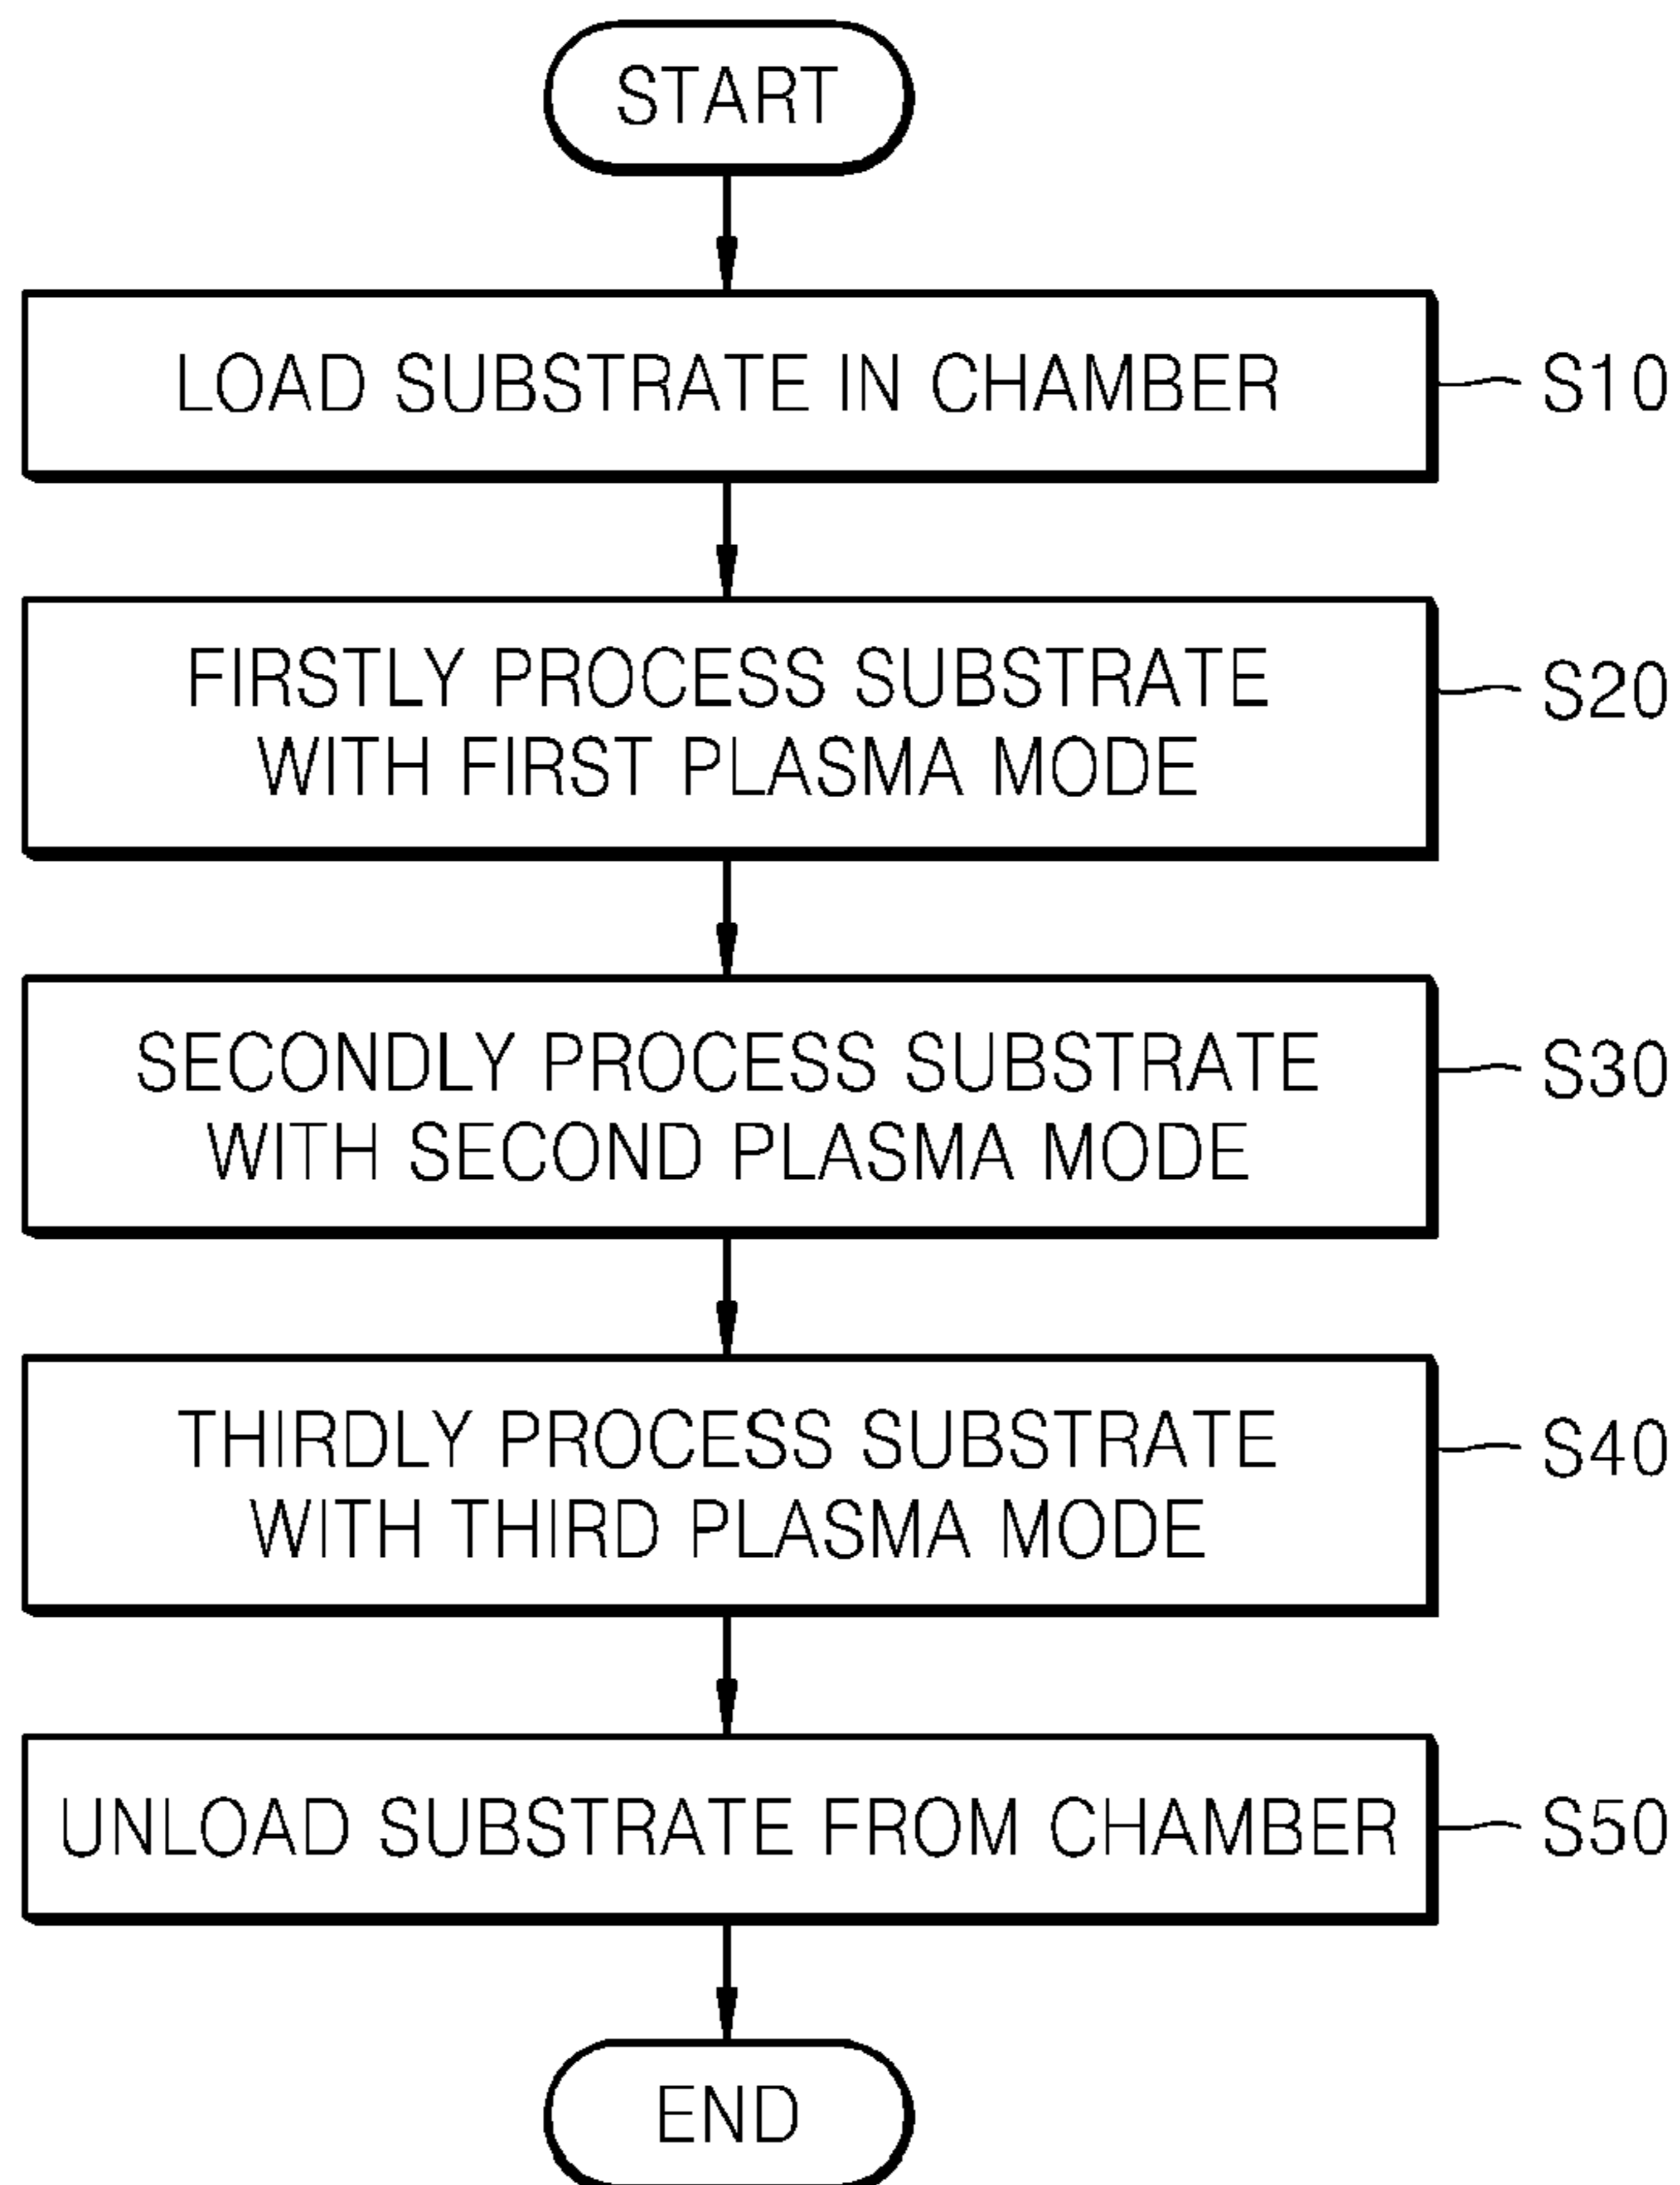 START
LOAD SUBSTRATE IN CHAMBER
S10
FIRSTLY PROCESS SUBSTRATE
WITH FIRST PLASMA MODE
S20
SECONDLY PROCESS SUBSTRATE
WITH SECOND PLASMA MODE
S30
THIRDLY PROCESS SUBSTRATE
WITH THIRD PLASMA MODE
S40
UNLOAD SUBSTRATE FROM CHAMBER
S50
END